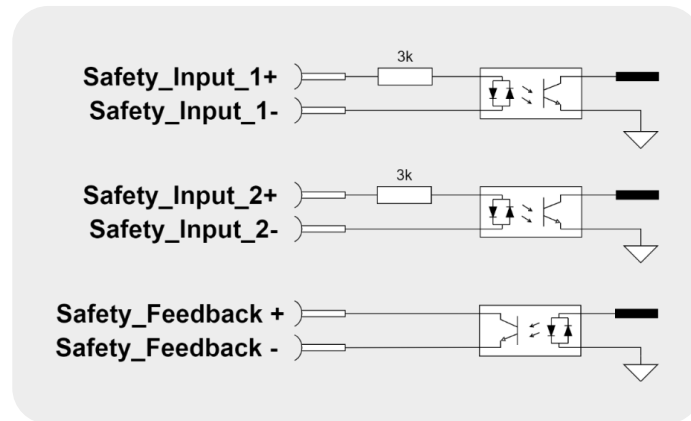 3k
Safety_Input_1+
Safety_Input_1-
3k
Safety_Input_2+
Safety_Input_2-
Safety_Feedback +
Safety_Feedback -